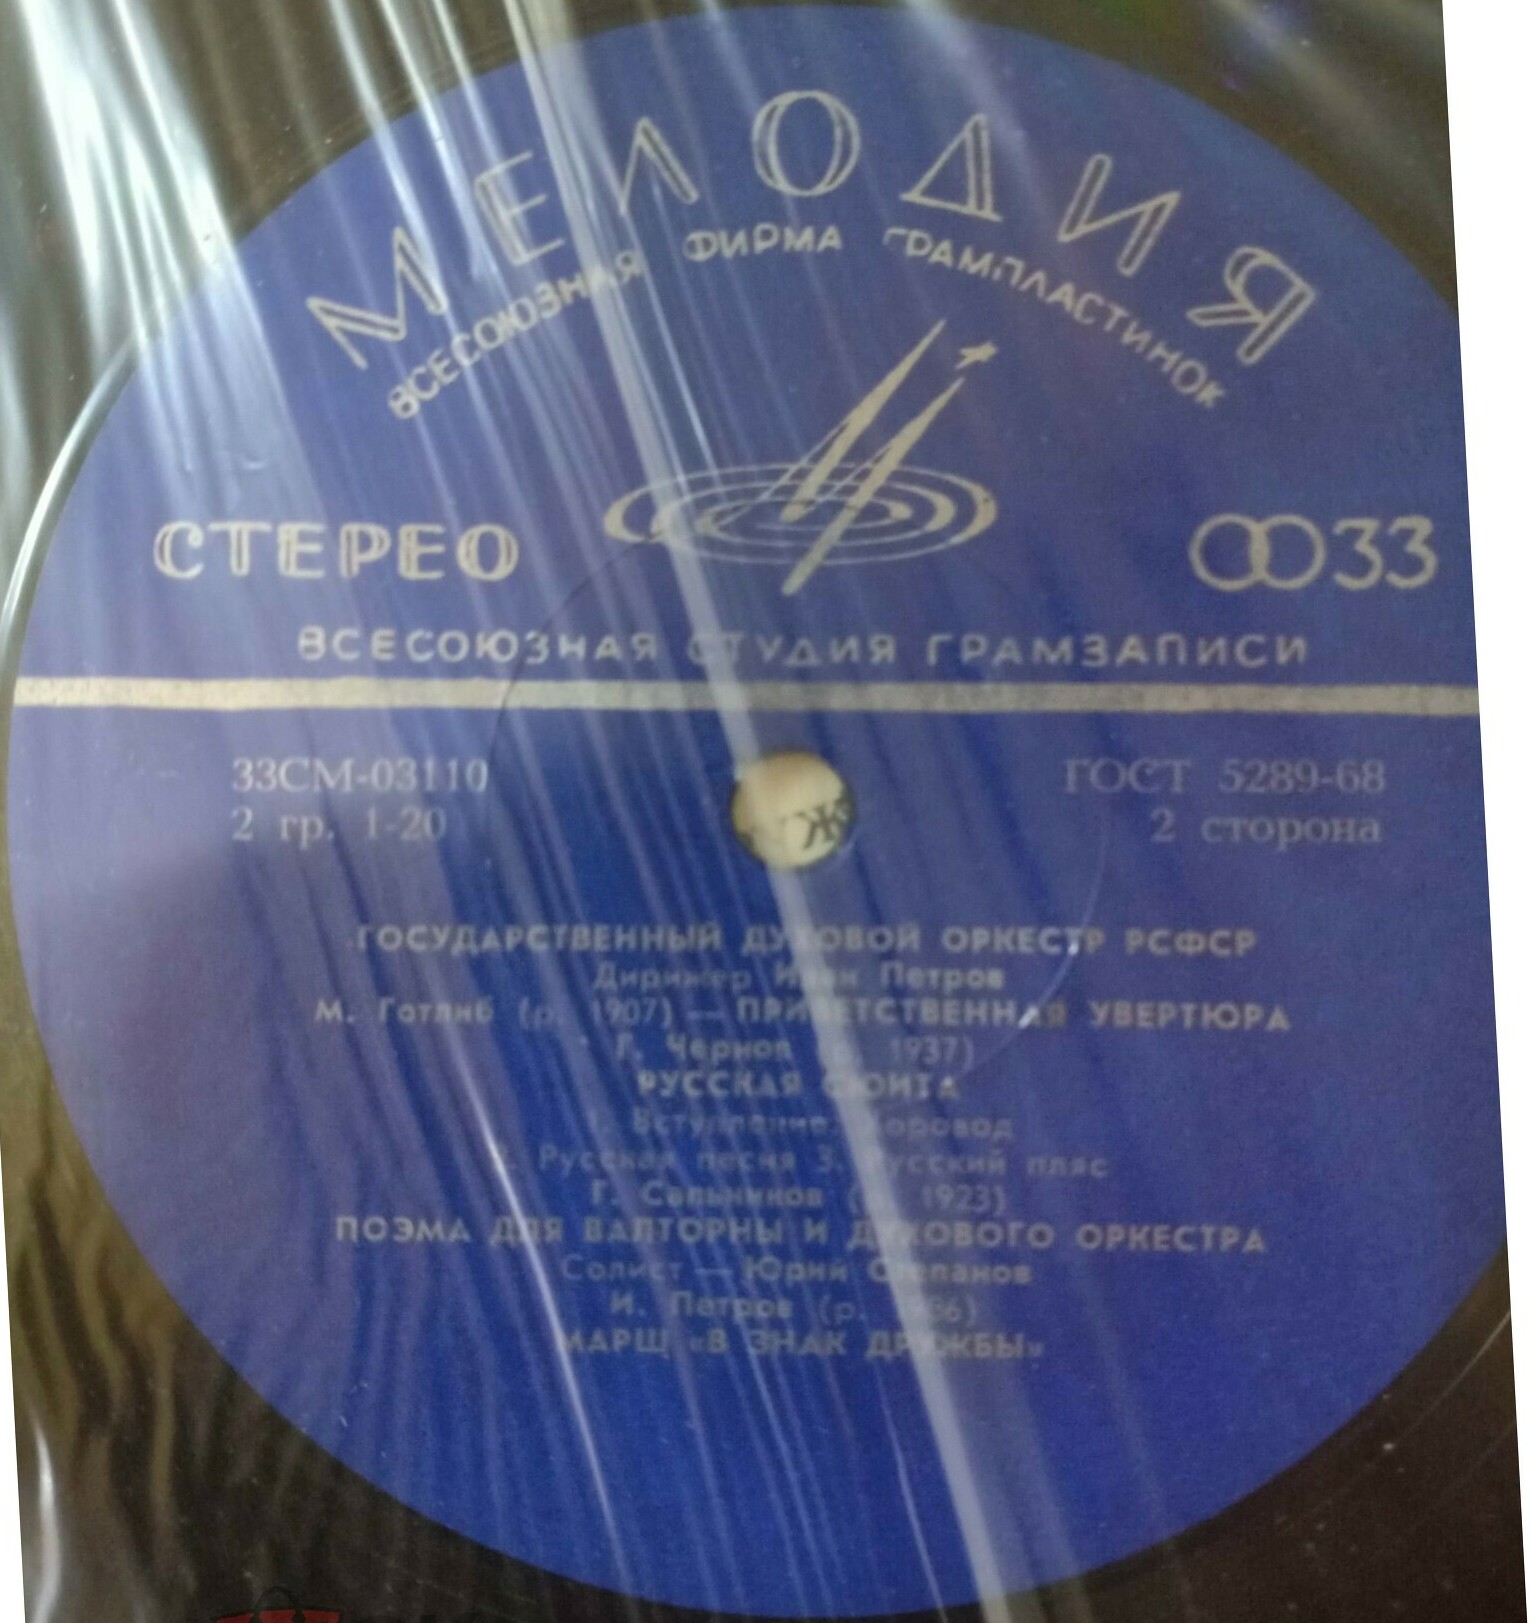 МЕЛОДИЯ
ВСЕСОЮЗНАЯ ФИРМА ГРАМПЛАСТИНОК
СТЕРЕО 33
ВСЕСОЮЗНАЯ СТУДИЯ ГРАМЗАПИСИ
33СМ-03110 ГОСТ 5289-68
2 гр. 1-20 2 сторона
ГОСУДАРСТВЕННЫЙ ДУХОВОЙ ОРКЕСТР РСФСР
Дирижер Иван Петров
М. Готлиб (р. 1907) — ПРИВЕТСТВЕННАЯ УВЕРТЮРА
Г. Чернов (р. 1937)
РУССКАЯ СЮИТА
1. Вступление. Хоровод
2. Русская песня 3. Русский пляс
Г. Сальников (р. 1923)
ПОЭМА ДЛЯ ВАЛТОРНЫ И ДУХОВОГО ОРКЕСТРА
Солист — Юрий Степанов
И. Петров (р.
МАРШ «В ЗНАК ДРУЖБЫ»